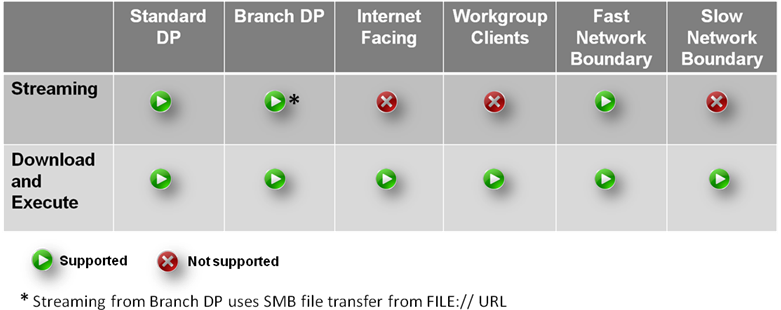 Standard DP
Branch DP
Internet Facing
Workgroup Clients
Fast Network Boundary
Slow Network Boundary
Streaming
*
Download and Execute
Supported
Not supported
* Streaming from Branch DP uses SMB file transfer from FILE:// URL